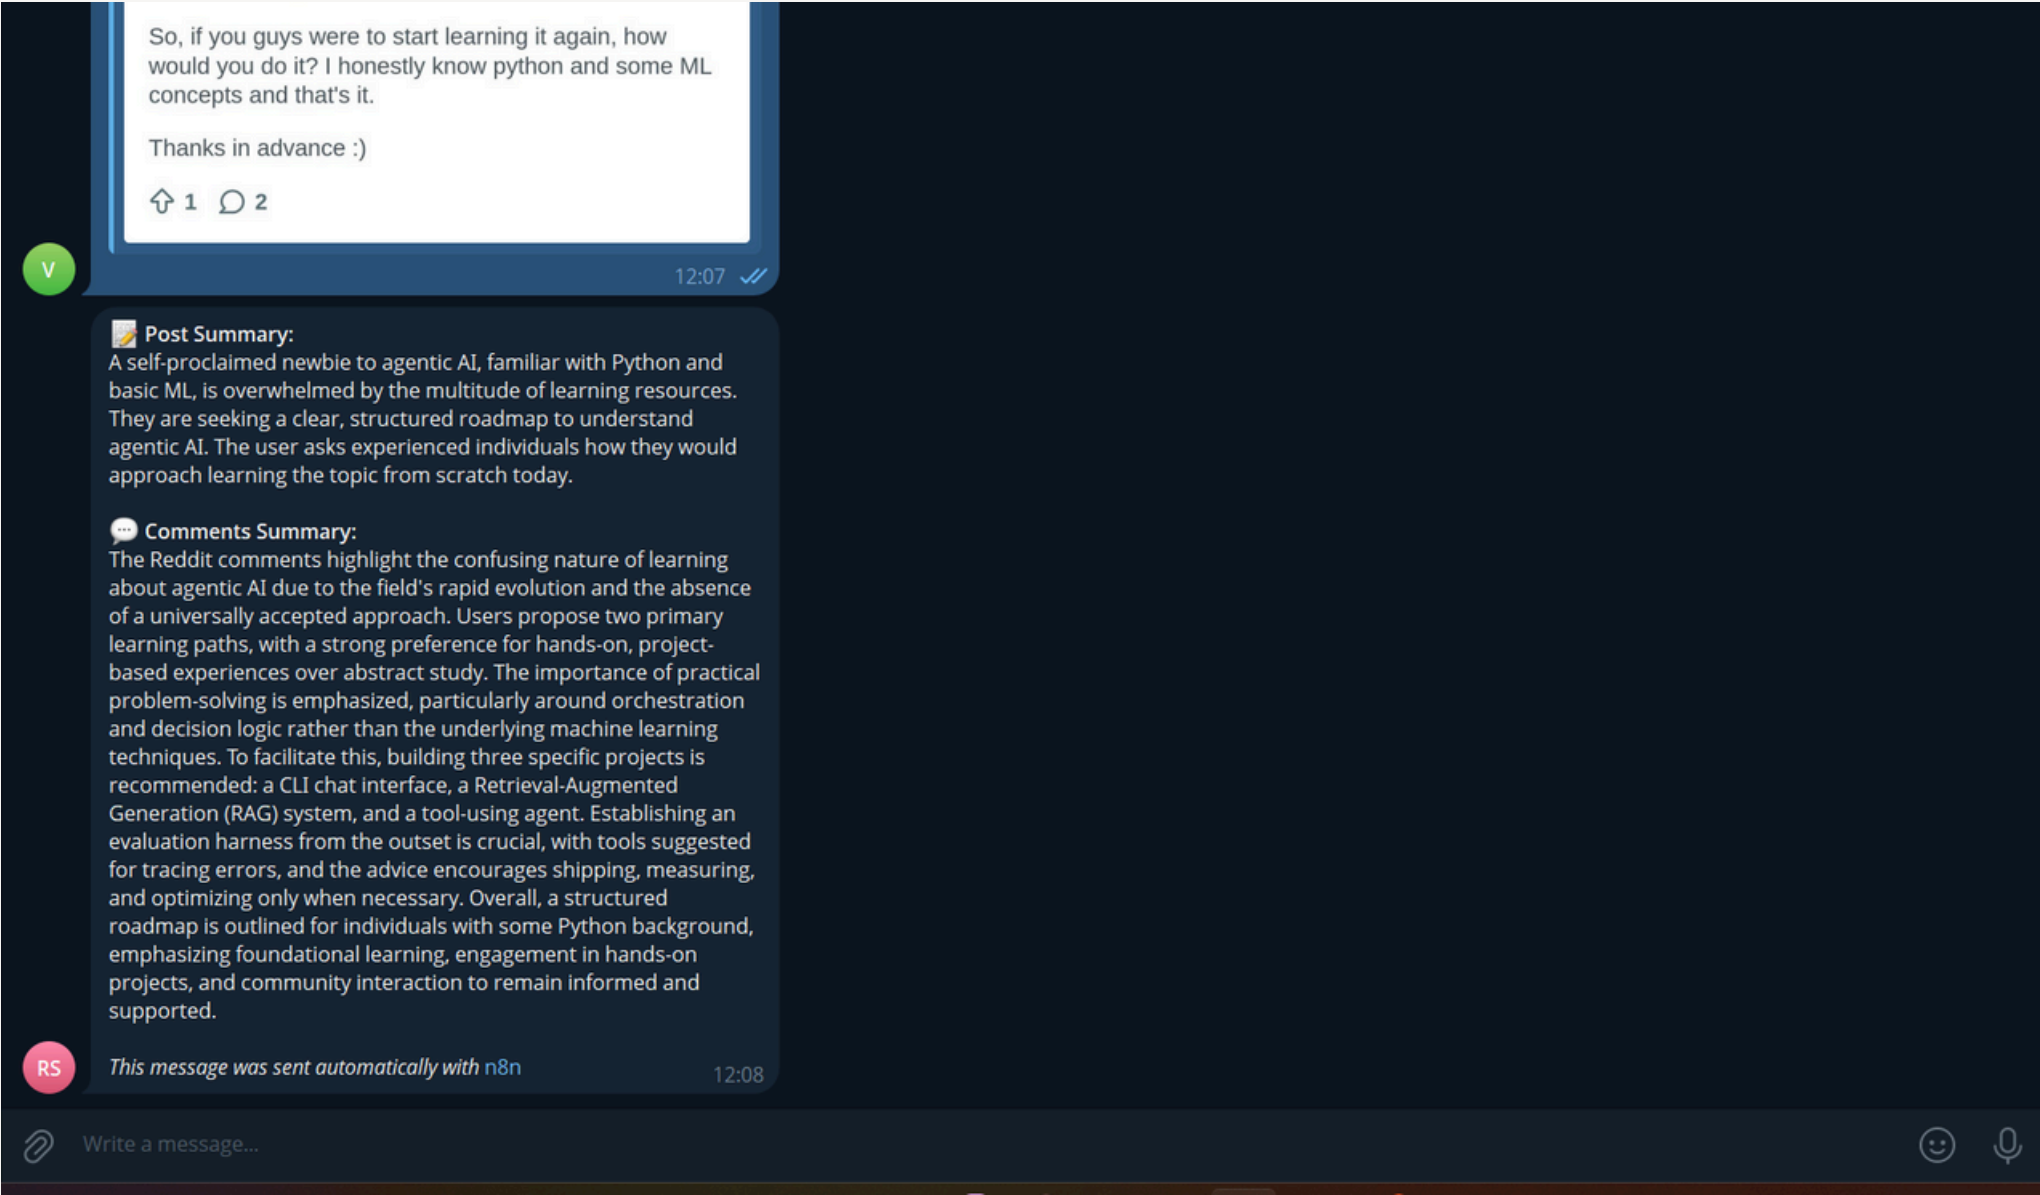 So, if you guys were to start learning it again, how
would you do it? I honestly know python and some ML
concepts and that's it.
Thanks in advance :)
1 2
V
12:07
📝 Post Summary:
A self-proclaimed newbie to agentic AI, familiar with Python and
basic ML, is overwhelmed by the multitude of learning resources.
They are seeking a clear, structured roadmap to understand
agentic AI. The user asks experienced individuals how they would
approach learning the topic from scratch today.
💬 Comments Summary:
The Reddit comments highlight the confusing nature of learning
about agentic AI due to the field's rapid evolution and the absence
of a universally accepted approach. Users propose two primary
learning paths, with a strong preference for hands-on, project-
based experiences over abstract study. The importance of practical
problem-solving is emphasized, particularly around orchestration
and decision logic rather than the underlying machine learning
techniques. To facilitate this, building three specific projects is
recommended: a CLI chat interface, a Retrieval-Augmented
Generation (RAG) system, and a tool-using agent. Establishing an
evaluation harness from the outset is crucial, with tools suggested
for tracing errors, and the advice encourages shipping, measuring,
and optimizing only when necessary. Overall, a structured
roadmap is outlined for individuals with some Python background,
emphasizing foundational learning, engagement in hands-on
projects, and community interaction to remain informed and
supported.
This message was sent automatically with n8n
RS
12:08
Write a message...